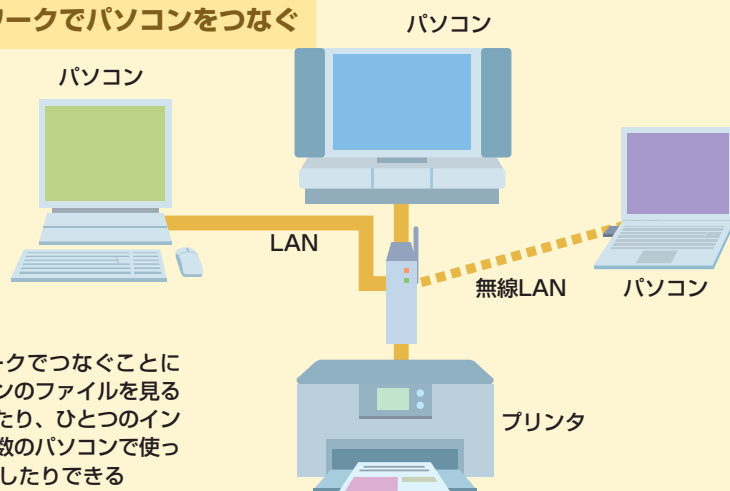 ワークでパソコンをつなぐ
パソコン
パソコン
LAN
無線LAN
パソコン
ークでつなぐことに
ンのファイルを見る
たり、ひとつのイン
数のパソコンで使っ
したりできる
プリンタ